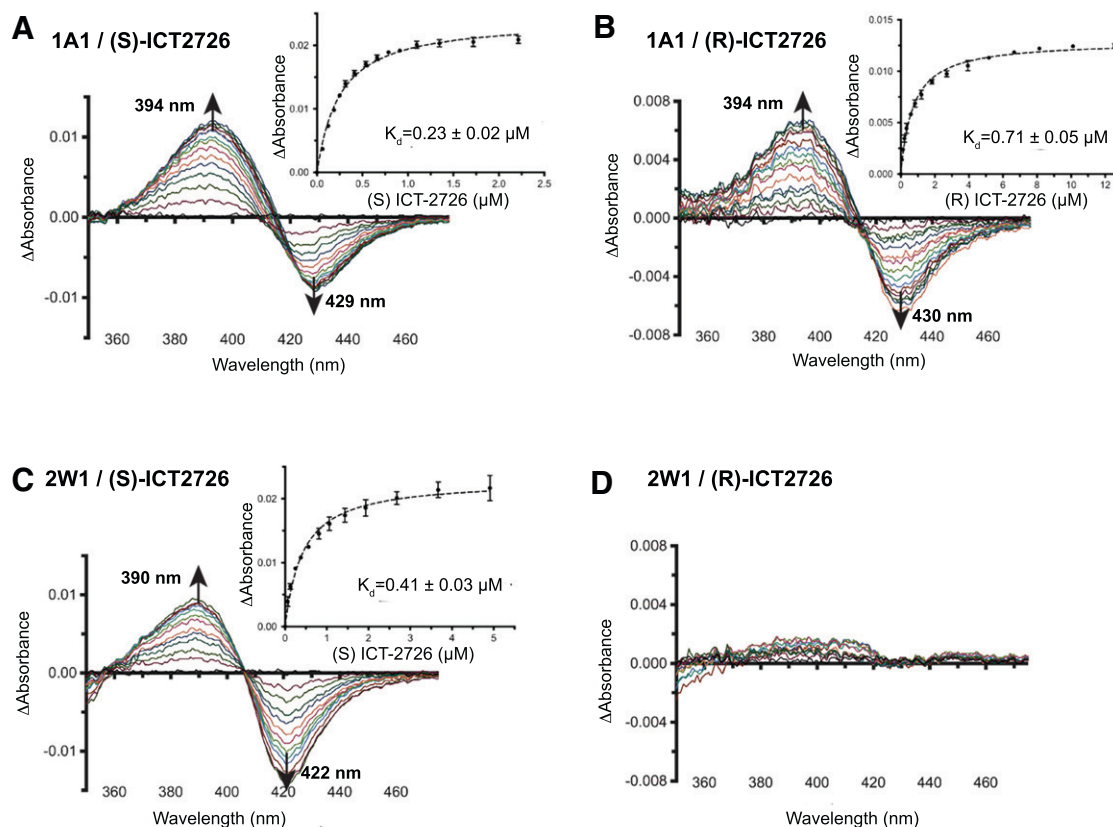 A 1A1 / (S)-ICT2726
ΔAbsorbance
0.01
0.00
-0.01
394 nm
429 nm
360 380 400 420 440 460
Wavelength (nm)
ΔAbsorbance
0.02
0.01
0.00
Kd=0.23 ± 0.02 µM
0.0 0.5 1.0 1.5 2.0 2.5
(S) ICT-2726 (µM)
B 1A1 / (R)-ICT2726
ΔAbsorbance
0.008
0.004
0.000
-0.004
-0.008
394 nm
430 nm
360 380 400 420 440 460
Wavelength (nm)
ΔAbsorbance
0.015
0.010
0.005
0.000
Kd=0.71 ± 0.05 µM
0 2 4 6 8 10 12
(R) ICT-2726 (µM)
C 2W1 / (S)-ICT2726
ΔAbsorbance
0.01
0.00
-0.01
390 nm
422 nm
360 380 400 420 440 460
Wavelength (nm)
ΔAbsorbance
0.02
0.01
0.00
Kd=0.41 ± 0.03 µM
0 1 2 3 4 5
(S) ICT-2726 (µM)
D 2W1 / (R)-ICT2726
ΔAbsorbance
0.008
0.004
0.000
-0.004
-0.008
360 380 400 420 440 460
Wavelength (nm)